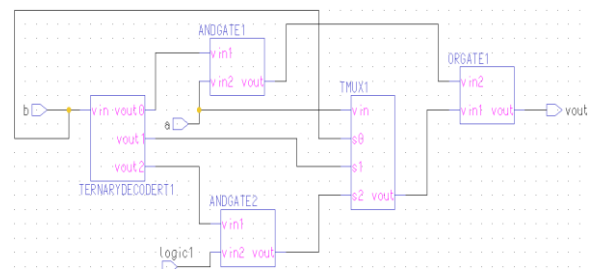 ANDGATE1
vin1
vin2 vout
ORGATE1
vin2
vin1 vout
vout
TMUX1
vin
s0
s1
s2 vout
b
vin vout0
vout1
vout2
TERNARYDECODERT1
a
ANDGATE2
vin1
vin2 vout
logic1